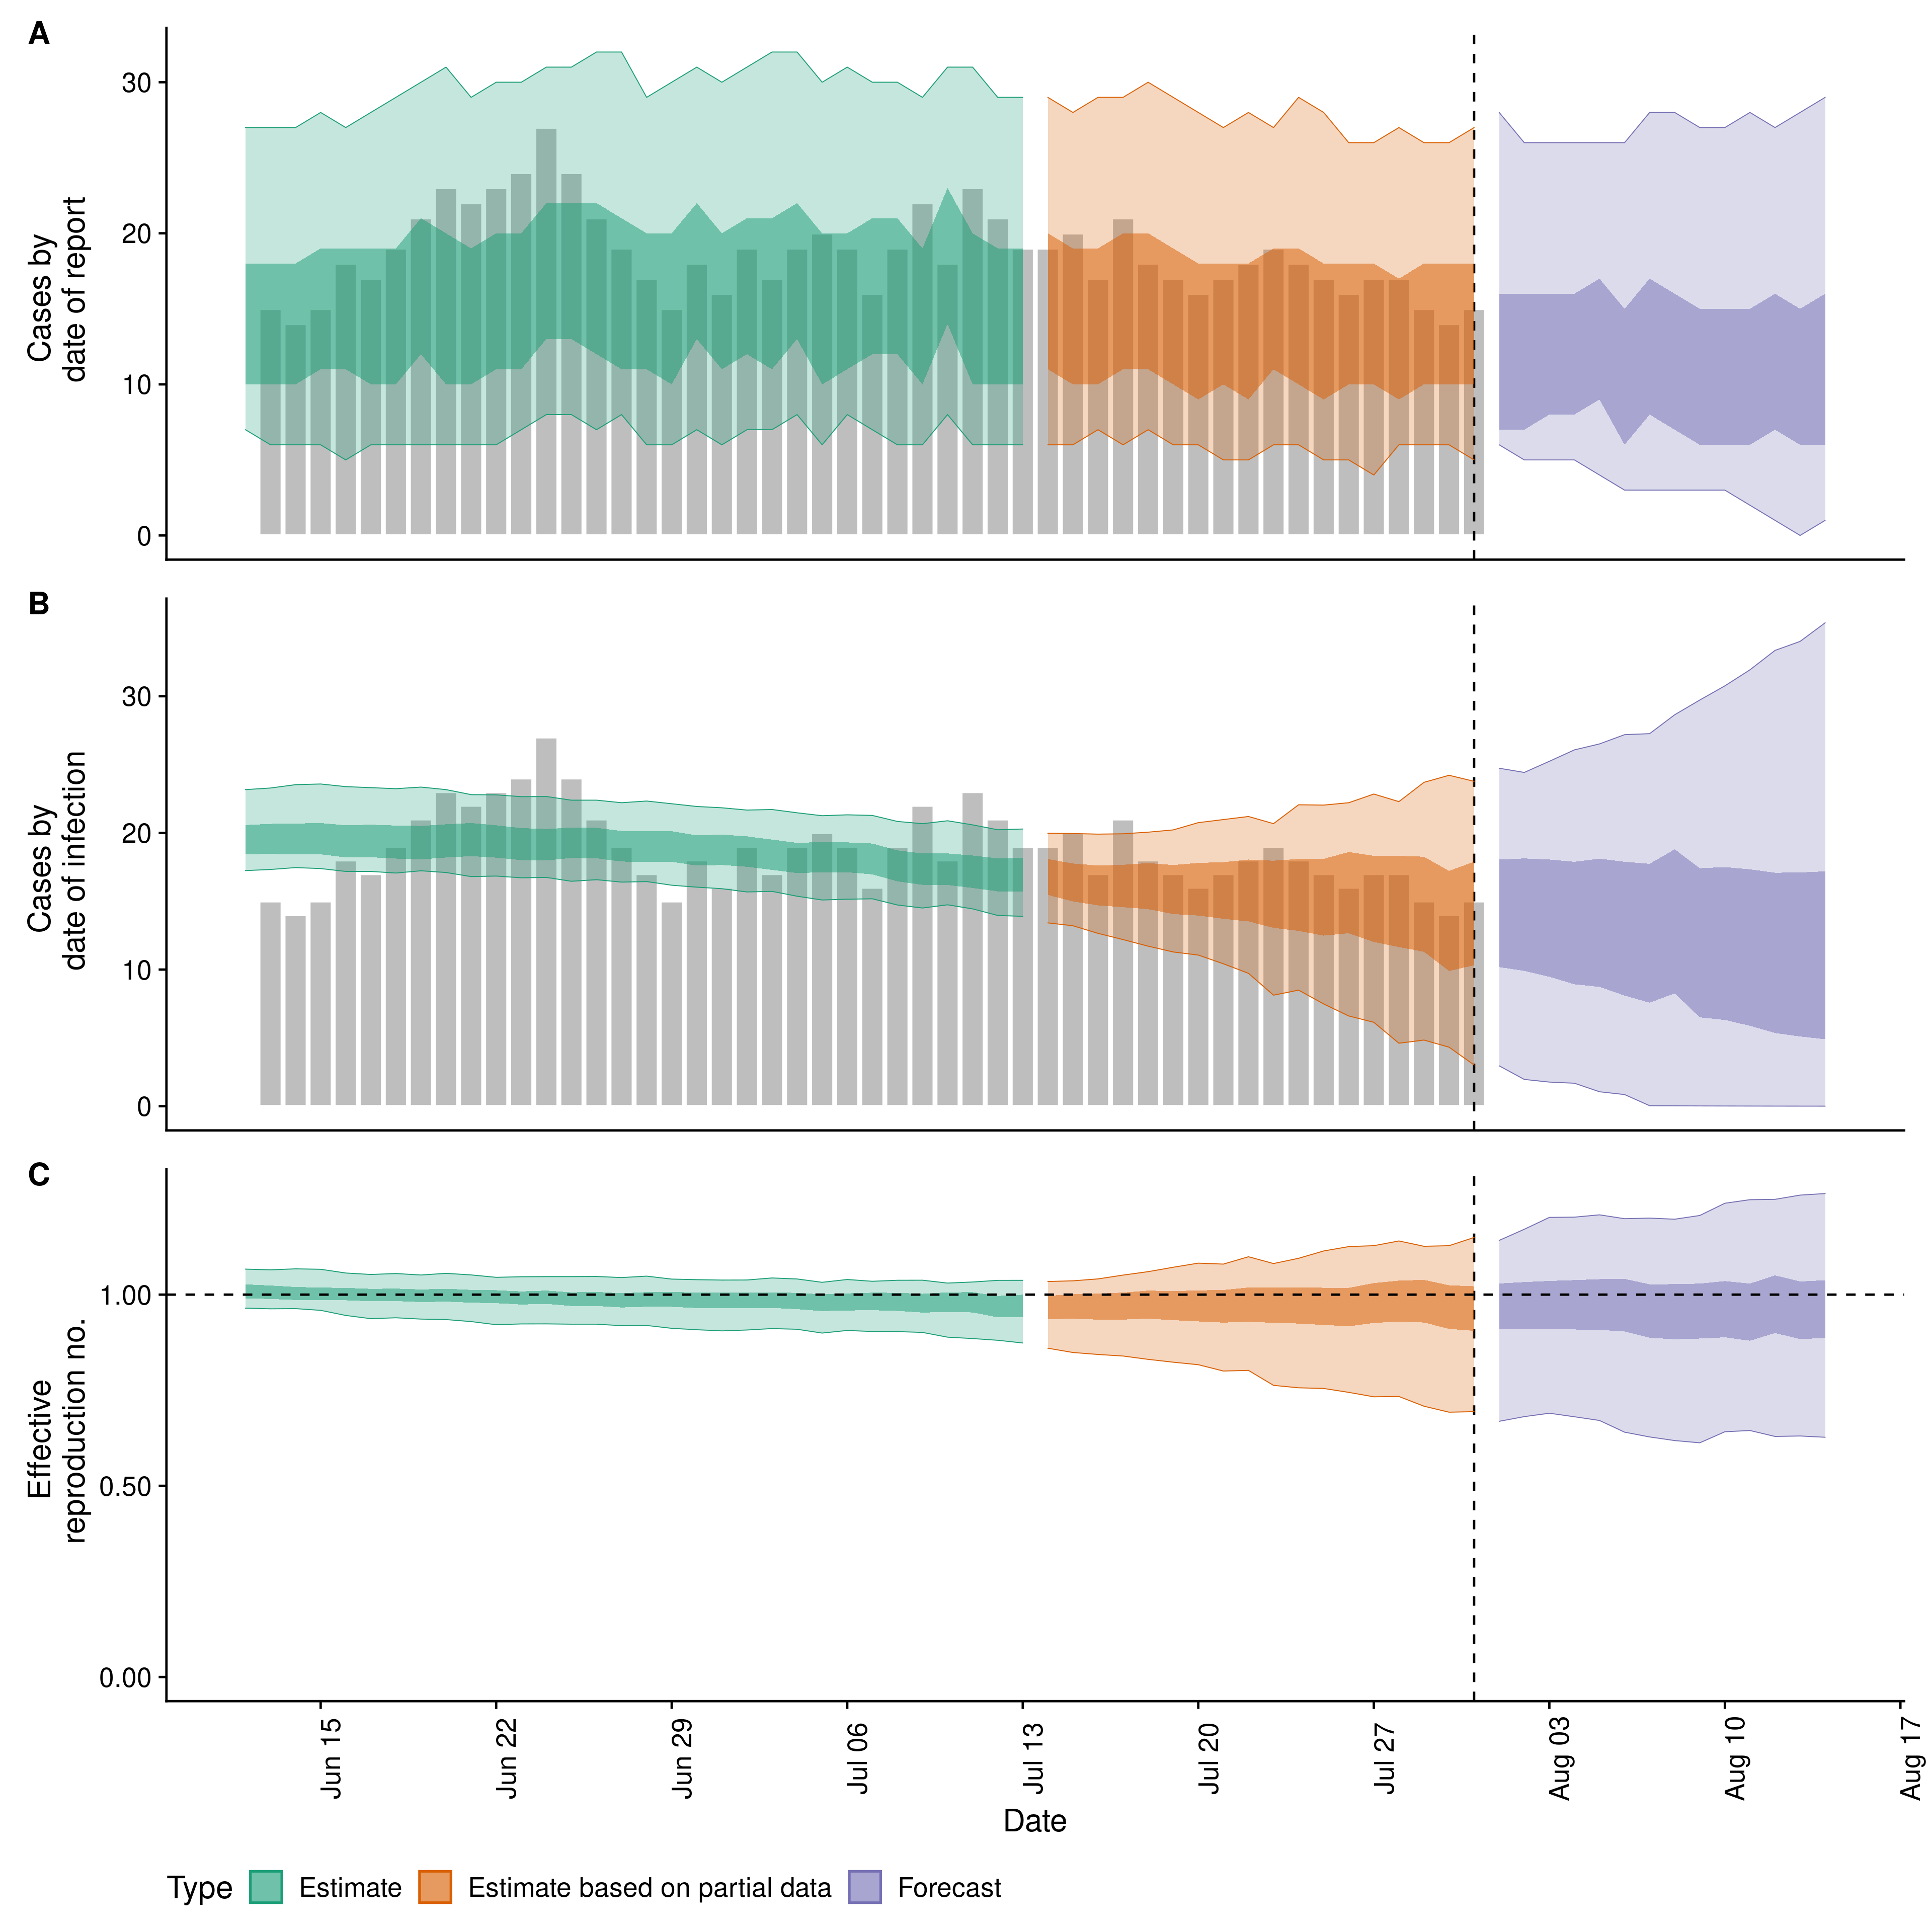 A
Cases by
date of report
30
20
10
0
B
Cases by
date of infection
30
20
10
0
C
Effective
reproduction no.
1.00
0.50
0.00
Jun 15
Jun 22
Jun 29
Jul 06
Jul 13
Jul 20
Jul 27
Aug 03
Aug 10
Aug 17
Date
Type Estimate Estimate based on partial data Forecast